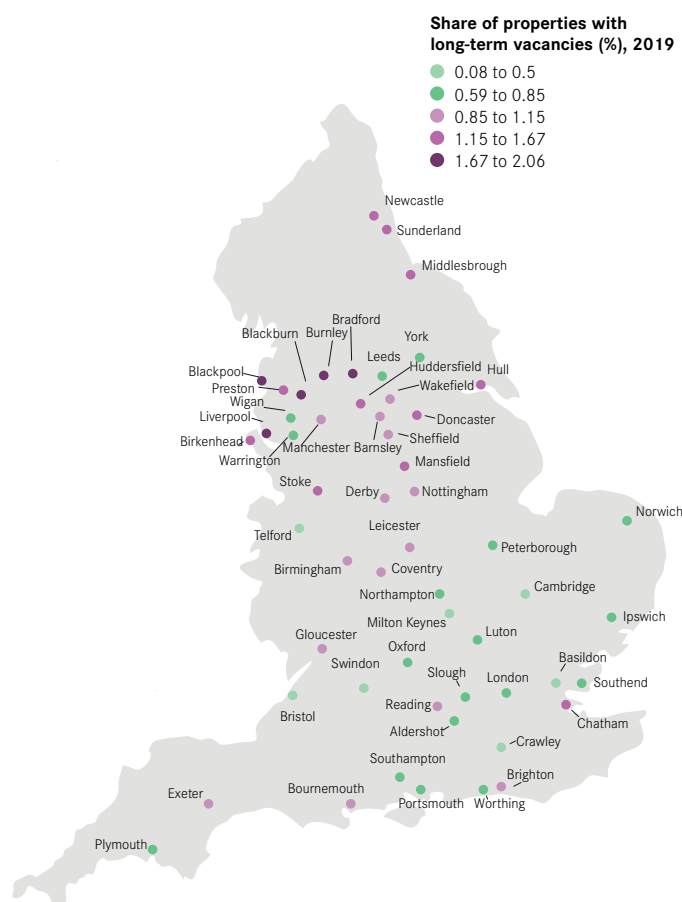 Share of properties with
long-term vacancies (%), 2019
0.08 to 0.5
0.59 to 0.85
0.85 to 1.15
1.15 to 1.67
1.67 to 2.06
Newcastle
Sunderland
Middlesbrough
Bradford
Blackburn
Burnley
York
Leeds
Huddersfield
Hull
Blackpool
Wakefield
Preston
Wigan
Liverpool
Doncaster
Birkenhead
Manchester
Barnsley
Sheffield
Warrington
Mansfield
Stoke
Derby
Nottingham
Norwich
Leicester
Telford
Peterborough
Birmingham
Coventry
Cambridge
Northampton
Milton Keynes
Ipswich
Gloucester
Luton
Oxford
Swindon
Basildon
Slough
London
Southend
Reading
Bristol
Chatham
Aldershot
Crawley
Southampton
Brighton
Exeter
Bournemouth
Portsmouth
Worthing
Plymouth